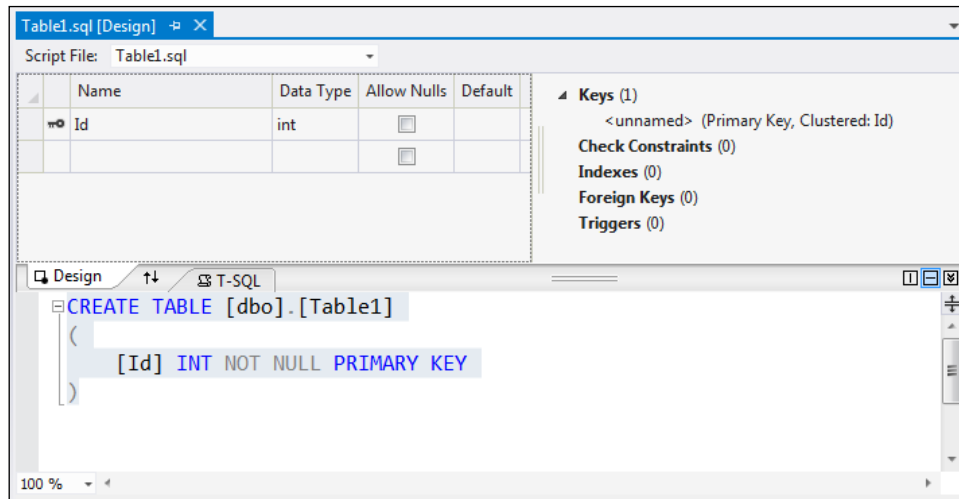 Table1.sql [Design]
Script File: Table1.sql
Name Data Type Allow Nulls Default
Id int
Keys (1)
<unnamed> (Primary Key, Clustered: Id)
Check Constraints (0)
Indexes (0)
Foreign Keys (0)
Triggers (0)
Design T-SQL
CREATE TABLE [dbo].[Table1]
(
[Id] INT NOT NULL PRIMARY KEY
)
100 %